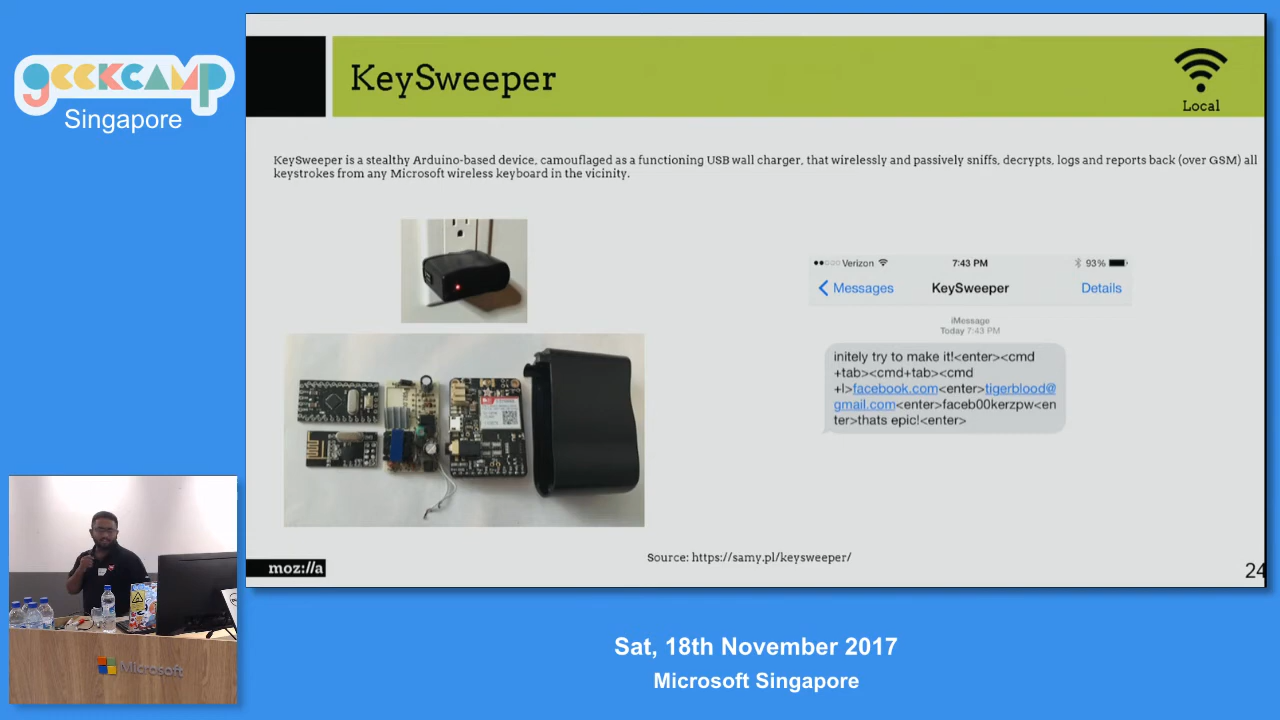 geekcamp
Singapore
KeySweeper
Local
KeySweeper is a stealthy Arduino-based device, camouflaged as a functioning USB wall charger, that wirelessly and passively sniffs, decrypts, logs and reports back (over GSM) all
keystrokes from any Microsoft wireless keyboard in the vicinity.
Verizon
7:43 PM
93%
Messages
KeySweeper
Details
iMessage
Today 7:43 PM
initely try to make it!<enter><cmd
+tab><cmd+tab><cmd
+l>facebook.com<enter>tigerblood@
gmail.com<enter>faceb00kerzpw<en
ter>thats epic!<enter>
Source: https://samy.pl/keysweeper/
moz://a
24
Microsoft
Sat, 18th November 2017
Microsoft Singapore